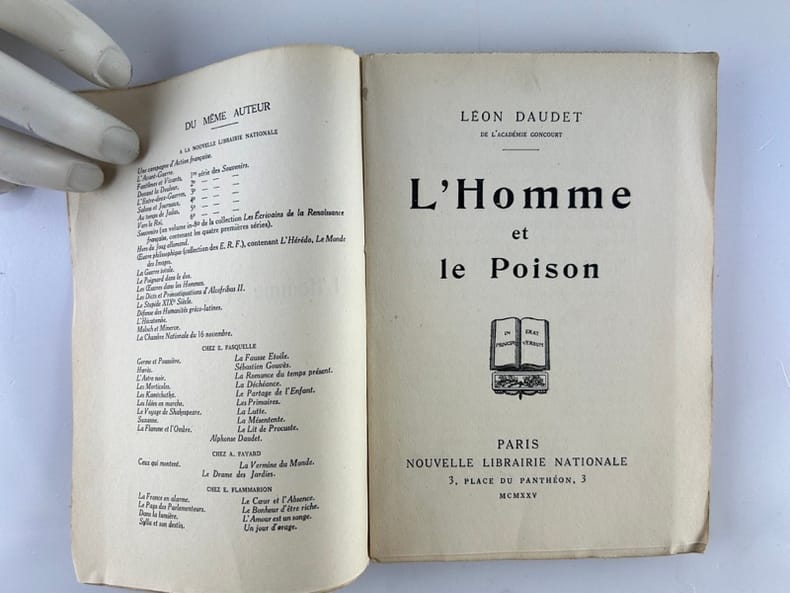 DU MÊME AUTEUR
A LA NOUVELLE LIBRAIRIE NATIONALE
Une campagne d'Action française.
L'Avant-Guerre.
Fantômes et Vivants, 1re série des Souvenirs.
Devant la Douleur, 2e — — —
L'Entre-deux-Guerres, 3e — — —
Salons et Journaux, 4e — — —
Au temps de Judas, 5e — — —
Vers le Roi, 6e — — —
Souvenirs (en volume in-8o de la collection Les Écrivains de la Renaissance
française, contenant les quatre premières séries).
Hors du Joug allemand.
Œuvre philosophique (collection des E. R. F.), contenant L'Hérédo, Le Monde
des Images.
La Guerre totale.
Le Poignard dans le dos.
Les Œuvres dans les Hommes.
Les Dicts et Pronostiquations d'Alcofribas II.
Le Stupide XIXe Siècle.
Défense des Humanités gréco-latines.
L'Hécatombe.
Moloch et Minerve.
La Chambre Nationale du 16 novembre.
CHEZ E. FASQUELLE
Germe et Poussière. La Fausse Etoile.
Hærès. Sébastien Gouvès.
L'Astre noir. La Romance du temps présent.
Les Morticoles. La Déchéance.
Les Kamtchatka. Le Partage de l'Enfant.
Les Idées en marche. Les Primaires.
Le Voyage de Shakespeare. La Lutte.
Suzanne. La Mésentente.
La Flamme et l'Ombre. Le Lit de Procuste.
Alphonse Daudet.
CHEZ A. FAYARD
Ceux qui montent. La Vermine du Monde.
Le Drame des Jardies.
CHEZ E. FLAMMARION
La France en alarme. Le Cœur et l'Absence.
Le Pays des Parlementeurs. Le Bonheur d'être riche.
Dans la lumière. L'Amour est un songe.
Sylla et son destin. Un jour d'orage.
LÉON DAUDET
DE L'ACADÉMIE GONCOURT
L'Homme
et
le Poison
IN ERAT
PRINCIPIO VERBUM
PARIS
NOUVELLE LIBRAIRIE NATIONALE
3, PLACE DU PANTHÉON, 3
MCMXXV